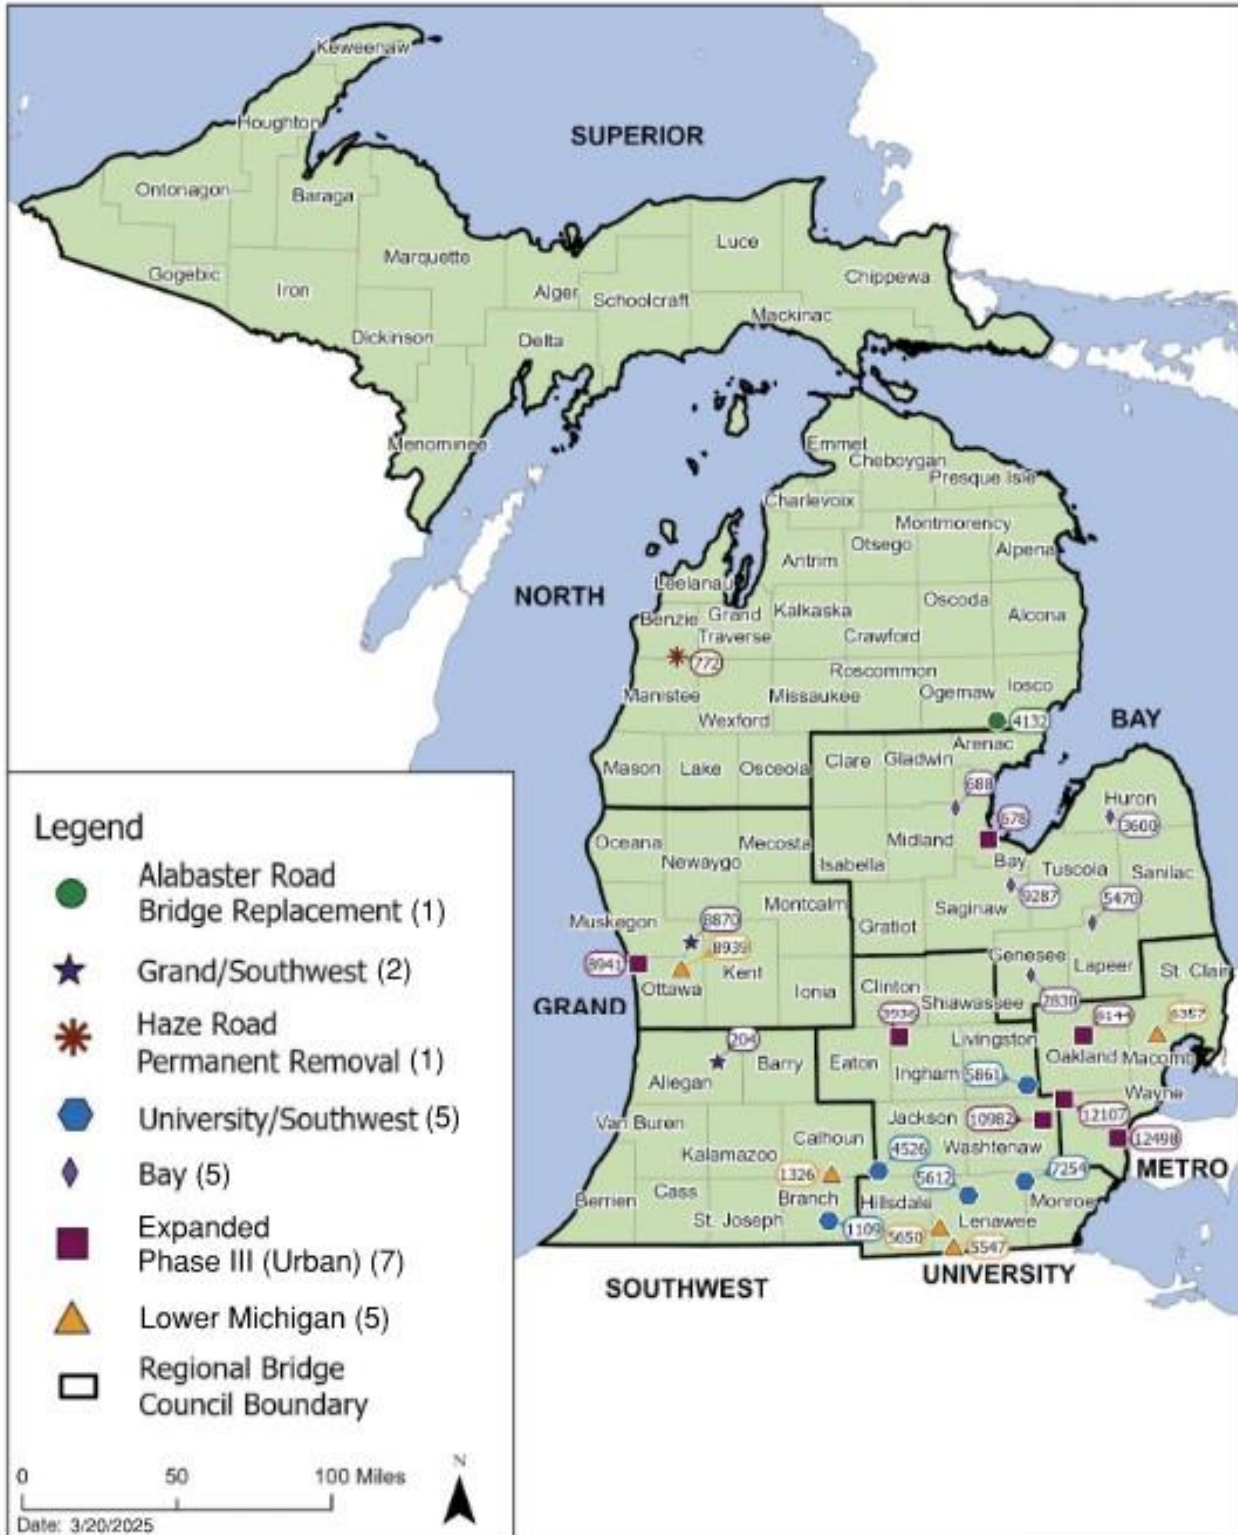 Keweenaw
Houghton
SUPERIOR
Ontonagon
Baraga
Luce
Marquette
Gogebic
Chippewa
Iron
Alger
Schoolcraft
Mackinac
Dickinson
Delta
Menominee
Emmet
Cheboygan
Presque Isle
Charlevoix
Montmorency
Otsego
Alpena
Antrim
Leelanau
NORTH
Oscoda
Benzie
Grand
Traverse
Kalkaska
Alcona
Crawford
772
Roscommon
Manistee
Missaukee
Ogemaw
Iosco
Wexford
4132
BAY
Arenac
Mason
Lake
Osceola
Clare
Gladwin
688
Huron
3600
678
Oceana
Mecosta
Midland
Newaygo
Isabella
Bay
Tuscola
Sanilac
9287
5470
Montcalm
Saginaw
Muskegon
8870
Gratiot
8939
8941
Kent
Genesee
Lapeer
St. Clair
Ottawa
Ionia
Clinton
2830
GRAND
Shiawassee
3936
6144
6357
204
Livingston
Barry
Eaton
Oakland
Macomb
Allegan
Ingham
5861
Wayne
Van Buren
Jackson
10982
12107
Calhoun
Washtenaw
12498
Kalamazoo
4526
METRO
1326
5612
7254
Berrien
Cass
Branch
Hillsdale
Monroe
St. Joseph
1109
5650
Lenawee
5547
SOUTHWEST
UNIVERSITY
Legend
Alabaster Road
Bridge Replacement (1)
Grand/Southwest (2)
Haze Road
Permanent Removal (1)
University/Southwest (5)
Bay (5)
Expanded
Phase III (Urban) (7)
Lower Michigan (5)
Regional Bridge
Council Boundary
N
0 50 100 Miles
Date: 3/20/2025